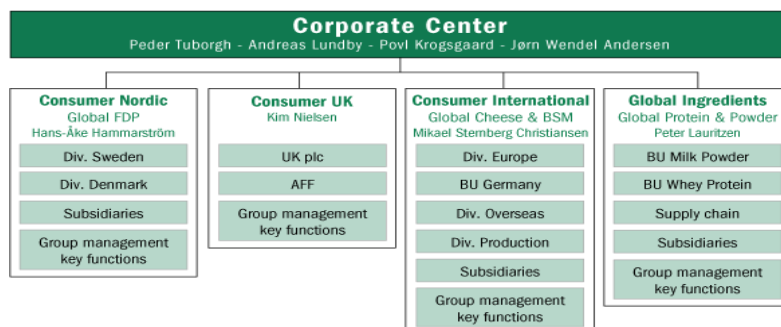 Corporate Center
Peder Tuborgh - Andreas Lundby - Povl Krogsgaard - Jørn Wendel Andersen
Consumer Nordic
Global FDP
Hans-Åke Hammarström
Div. Sweden
Div. Denmark
Subsidiaries
Group management
key functions
Consumer UK
Kim Nielsen
UK plc
AFF
Group management
key functions
Consumer International
Global Cheese & BSM
Mikael Sternberg Christiansen
Div. Europe
BU Germany
Div. Overseas
Div. Production
Subsidiaries
Group management
key functions
Global Ingredients
Global Protein & Powder
Peter Lauritzen
BU Milk Powder
BU Whey Protein
Supply chain
Subsidiaries
Group management
key functions